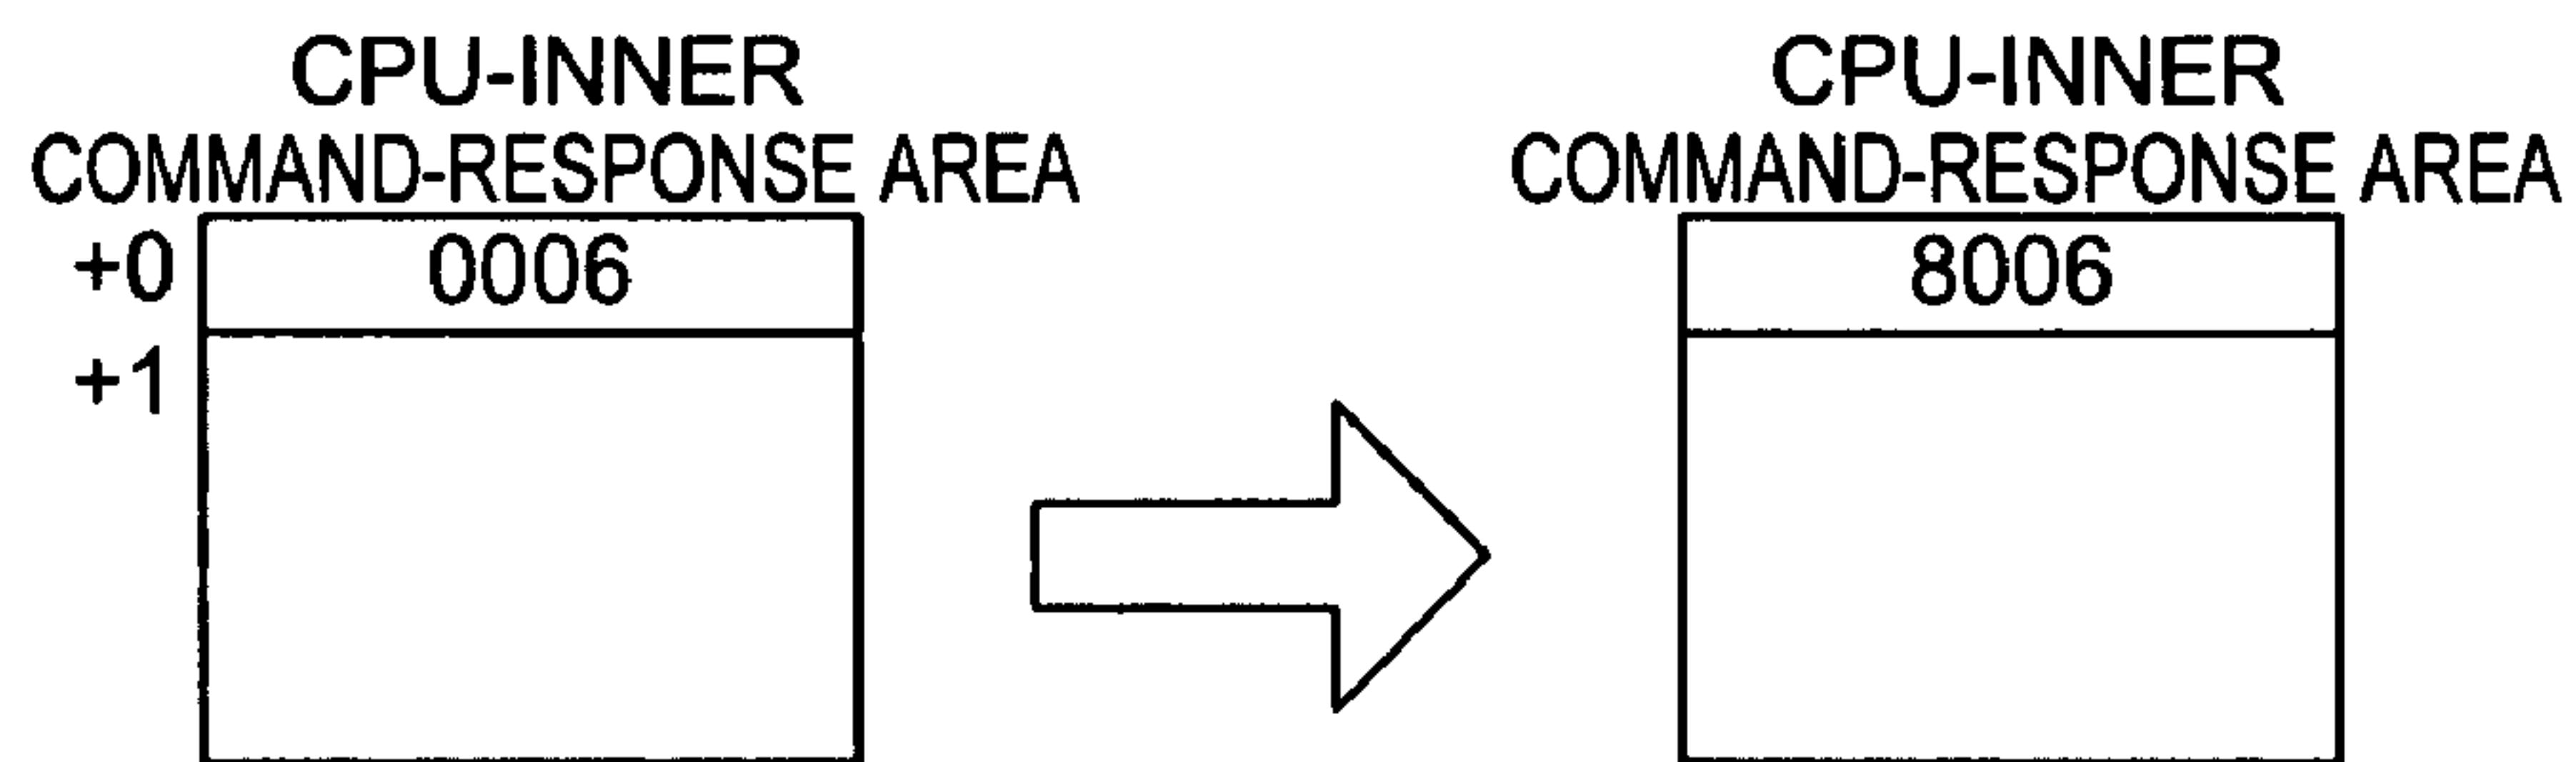 CPU-INNER
COMMAND-RESPONSE AREA
+0 0006
+1
CPU-INNER
COMMAND-RESPONSE AREA
8006